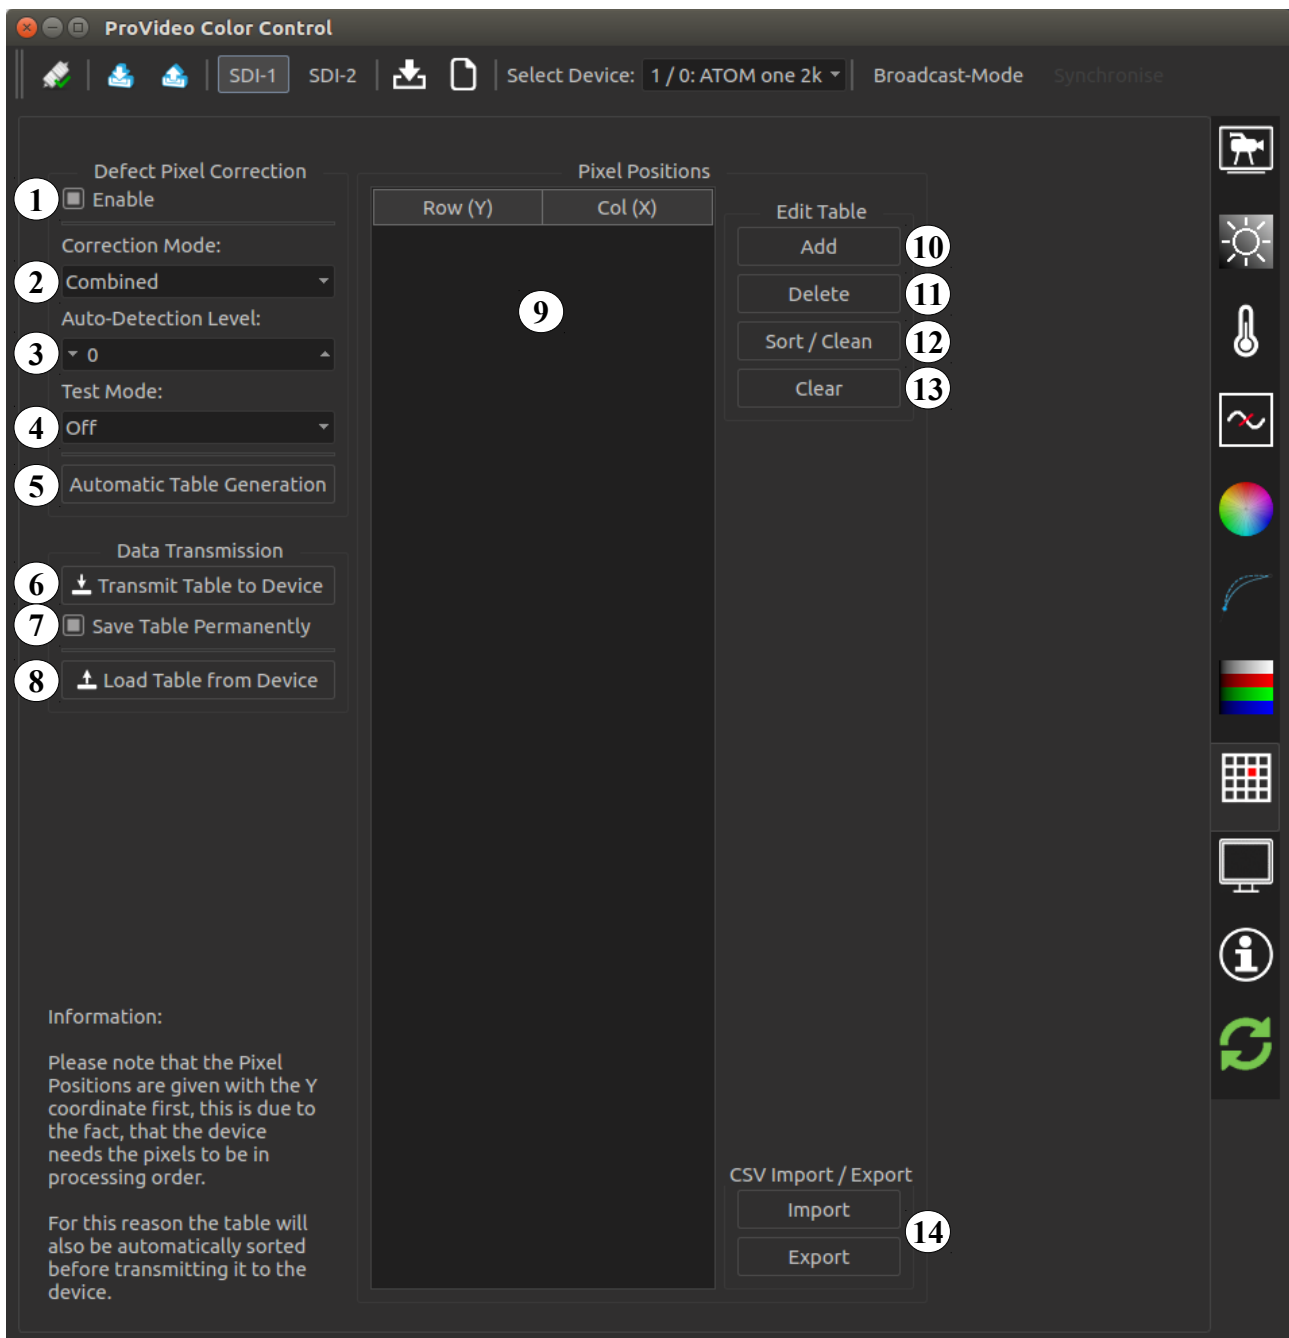 ProVideo Color Control
SDI-1 SDI-2 Select Device: 1 / 0: ATOM one 2k Broadcast-Mode Synchronise
Defect Pixel Correction
1 Enable
Correction Mode:
2 Combined
Auto-Detection Level:
3 0
Test Mode:
4 Off
5 Automatic Table Generation
Data Transmission
6 Transmit Table to Device
7 Save Table Permanently
8 Load Table from Device
Information:
Please note that the Pixel
Positions are given with the Y
coordinate first, this is due to
the fact, that the device
needs the pixels to be in
processing order.
For this reason the table will
also be automatically sorted
before transmitting it to the
device.
Pixel Positions
Row (Y) Col (X)
9
Edit Table
Add 10
Delete 11
Sort / Clean 12
Clear 13
CSV Import / Export
Import
14
Export